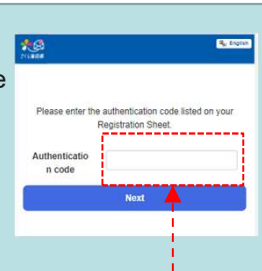 English
e
Please enter the authentication code listed on your
Registration Sheet.
Authenticatio
n code
Next